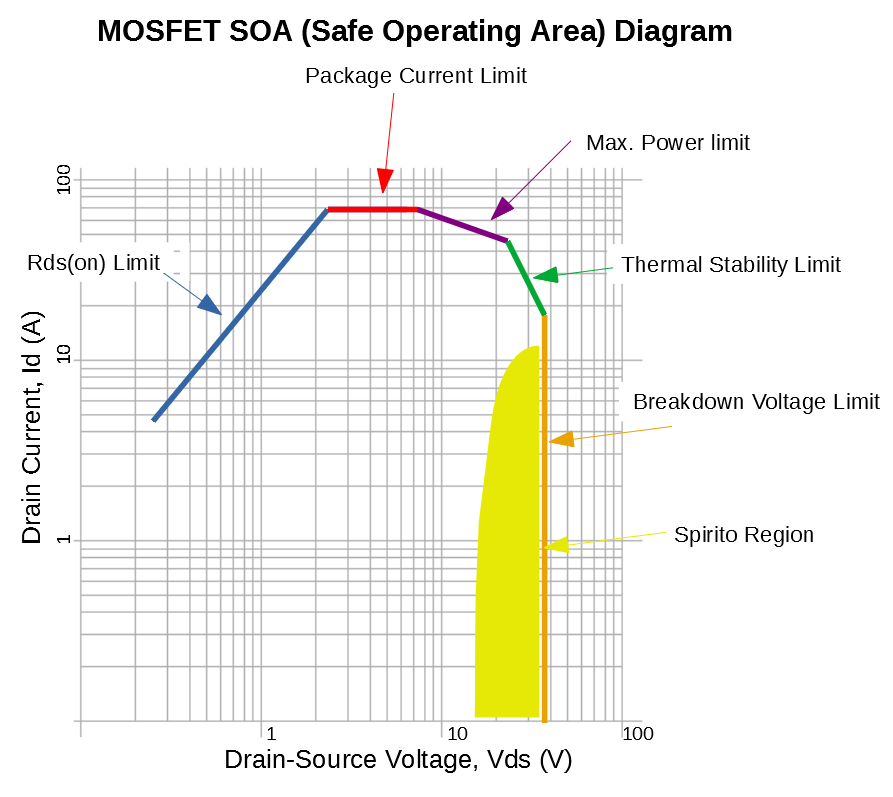 MOSFET SOA (Safe Operating Area) Diagram
Package Current Limit
Max. Power limit
100
Rds(on) Limit
Thermal Stability Limit
10
Breakdown Voltage Limit
Drain Current, Id (A)
1
Spirito Region
1
10
100
Drain-Source Voltage, Vds (V)